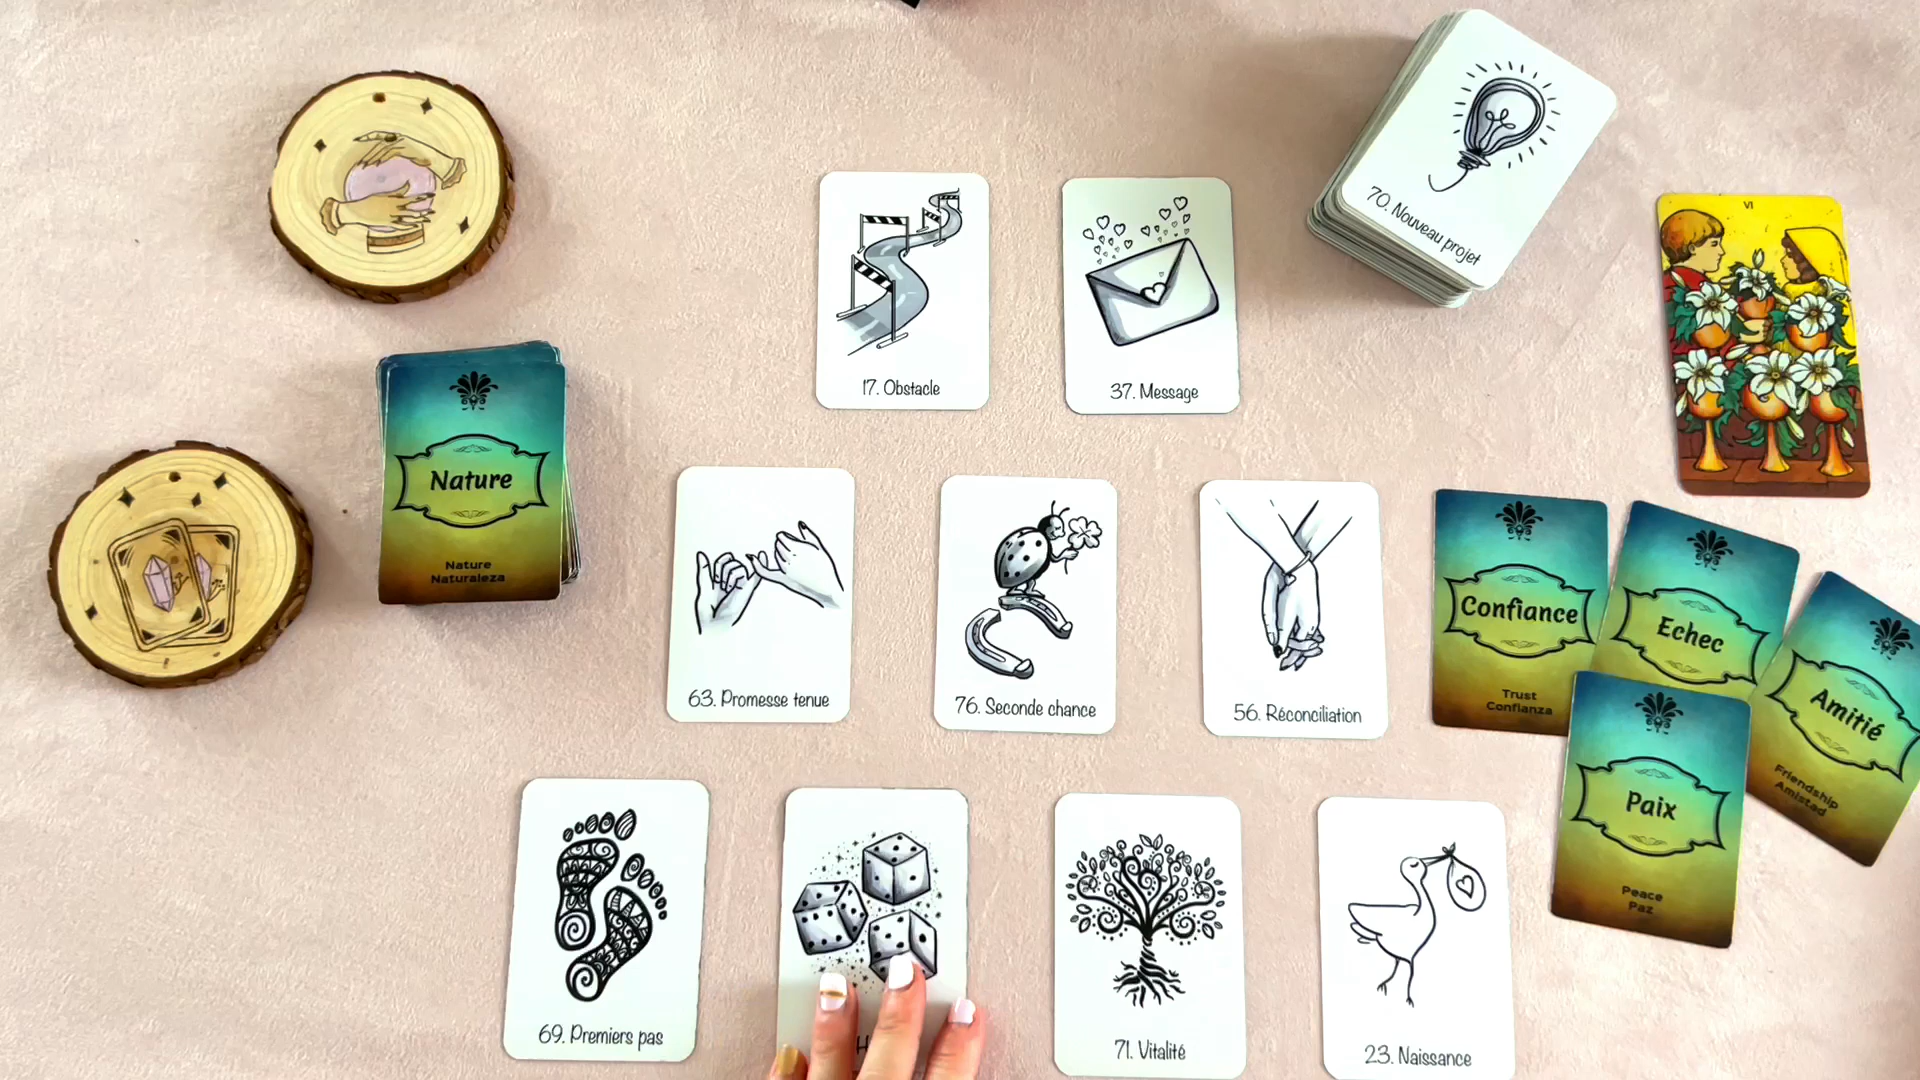 70. Nouveau projet
VI
17. Obstacle
37. Message
Nature
Nature
Naturaleza
63. Promesse tenue
76. Seconde chance
56. Réconciliation
Confiance
Trust
Confianza
Echec
Amitié
Friendship
Amistad
Paix
Peace
Paz
69. Premiers pas
71. Vitalité
23. Naissance